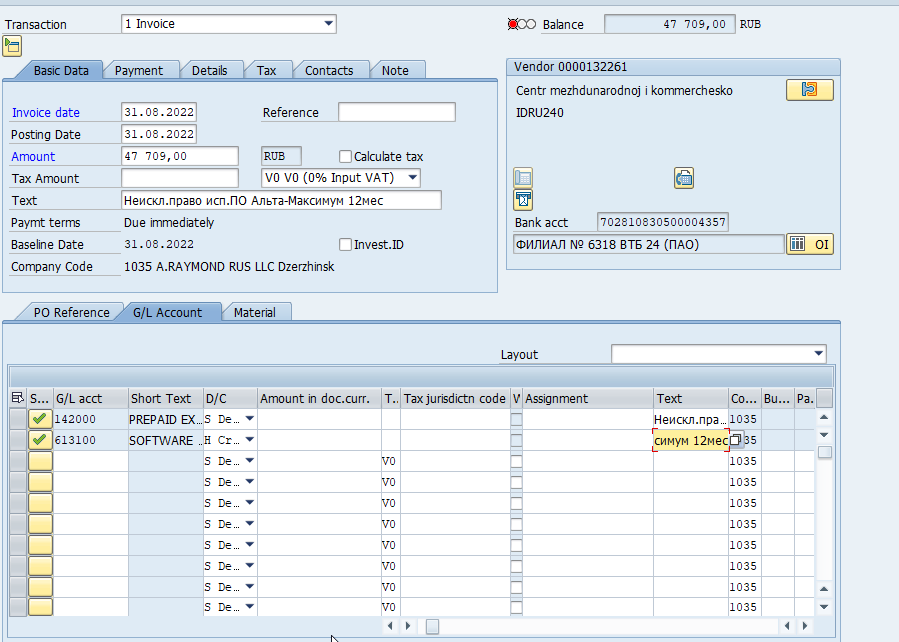 Transaction 1 Invoice Balance 47 709,00 RUB
Basic Data Payment Details Tax Contacts Note
Vendor 0000132261
Centr mezhdunarodnoj i kommerchesko
IDRU240
Invoice date 31.08.2022 Reference
Posting Date 31.08.2022
Amount 47 709,00 RUB Calculate tax
Tax Amount V0 V0 (0% Input VAT)
Text Неискл.право исп.ПО Альта-Максимум 12мес
Paymt terms Due immediately
Bank acct 702810830500004357
Baseline Date 31.08.2022 Invest.ID
ФИЛИАЛ № 6318 ВТБ 24 (ПАО) OI
Company Code 1035 A.RAYMOND RUS LLC Dzerzhinsk
PO Reference G/L Account Material
Layout
S... G/L acct Short Text D/C Amount in doc.curr. T.. Tax jurisdictn code V Assignment Text Co... Bu... Pa.
142000 PREPAID EX... S De... Неискл.пра... 1035
613100 SOFTWARE ... H Cr... симум 12мес 35
S De... V0 1035
S De... V0 1035
S De... V0 1035
S De... V0 1035
S De... V0 1035
S De... V0 1035
S De... V0 1035
S De... V0 1035